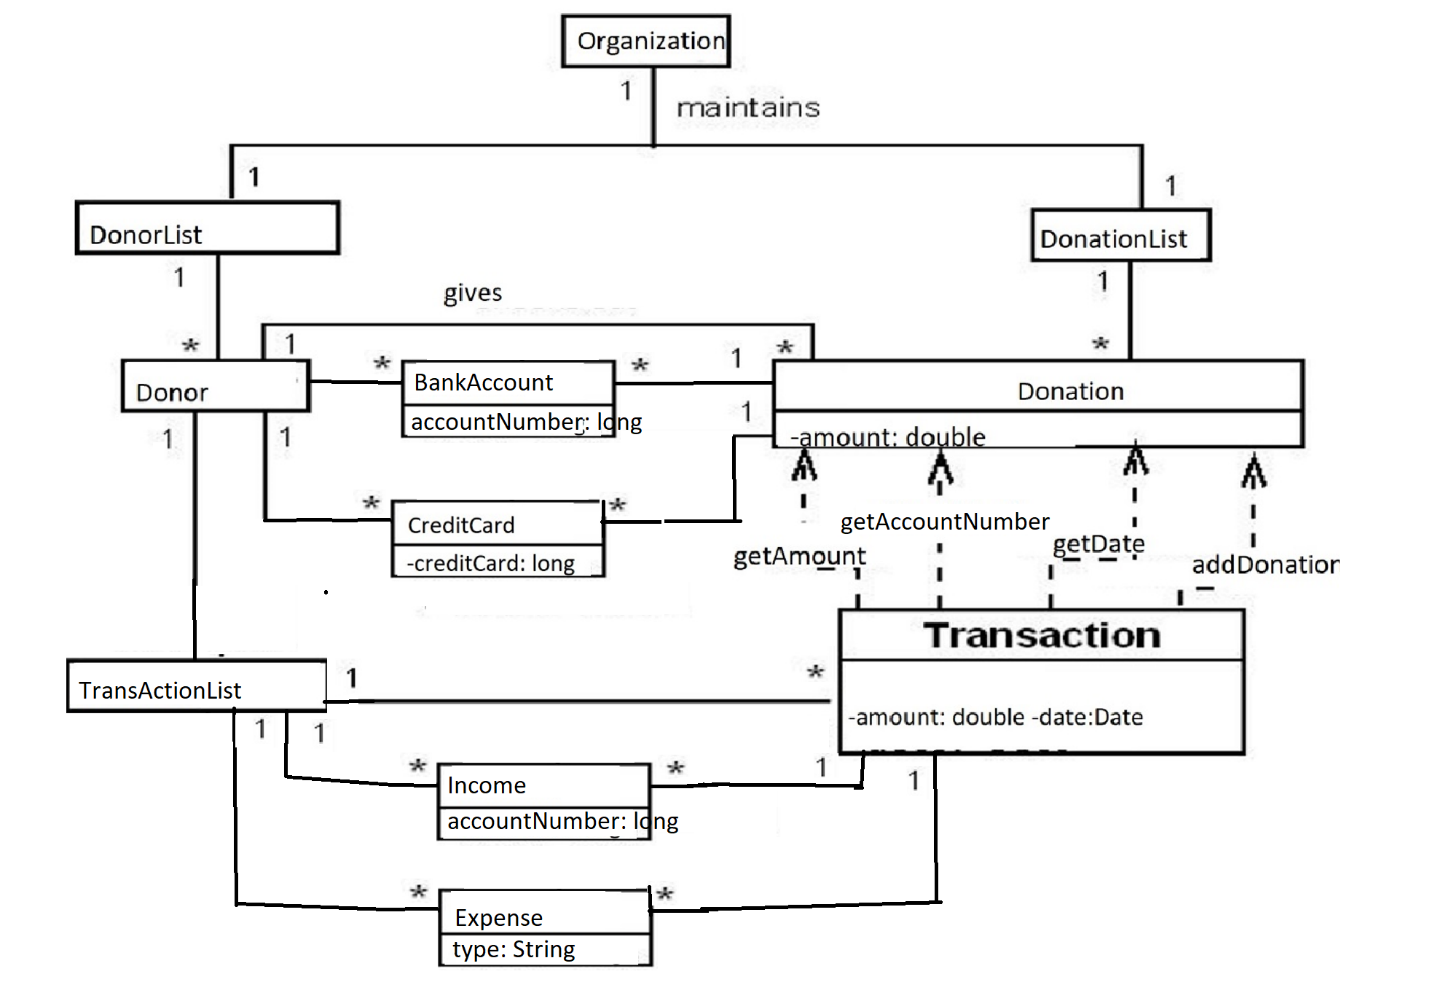 Organization
1
maintains
1
1
DonorList
DonationList
1
1
gives
*
1
*
1
*
*
*
Donor
BankAccount
Donation
accountNumber: long
1
-amount: double
1
1
*
*
CreditCard
-creditCard: long
getAccountNumber
getAmount
getDate
addDonation
Transaction
TransActionList
1
*
-amount: double -date:Date
1
1
*
*
1
1
Income
accountNumber: long
*
*
Expense
type: String